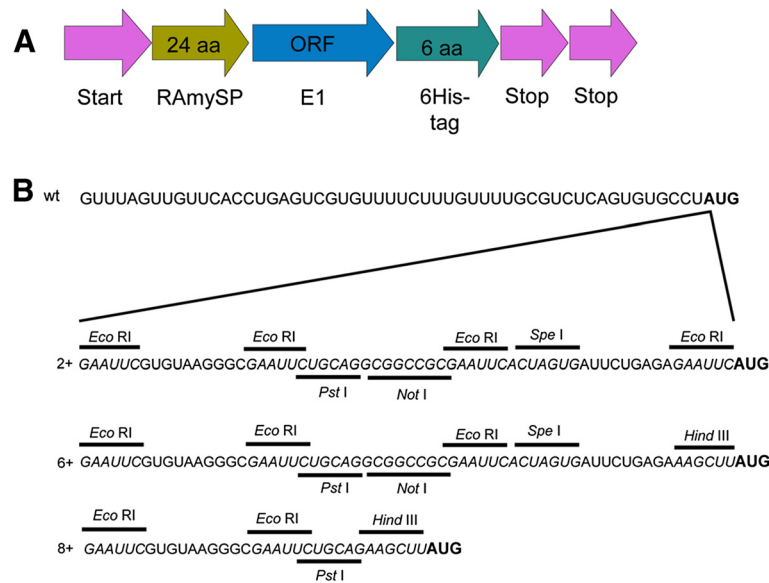 A
24 aa ORF 6 aa
Start RAmySP E1 6His- Stop Stop
tag
B
wt GUUUAGUUGUUCACCUGAGUCGUGUUUUCUUUGUUUUGCGUCUCAGUGUGCCUAUG
Eco RI Eco RI Eco RI Spe I Eco RI
2+ GAAUUCGUGUAAGGGCGAAUUCUGCAGGCGGCCGCGAAUUCACUAGUGAUUCUGAGAGAAUUCAUG
Pst I Not I
Eco RI Eco RI Eco RI Spe I Hind III
6+ GAAUUCGUGUAAGGGCGAAUUCUGCAGGCGGCCGCGAAUUCACUAGUGAUUCUGAGAAAGCUUAUG
Pst I Not I
Eco RI Eco RI Hind III
8+ GAAUUCGUGUAAGGGCGAAUUCUGCAGAAGCUUAUG
Pst I